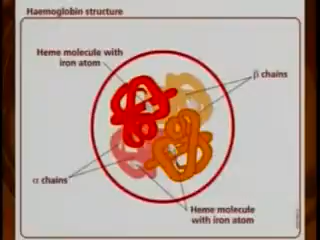 Haemoglobin structure
Heme molecule with
iron atom
β chains
α chains
Heme molecule
with iron atom